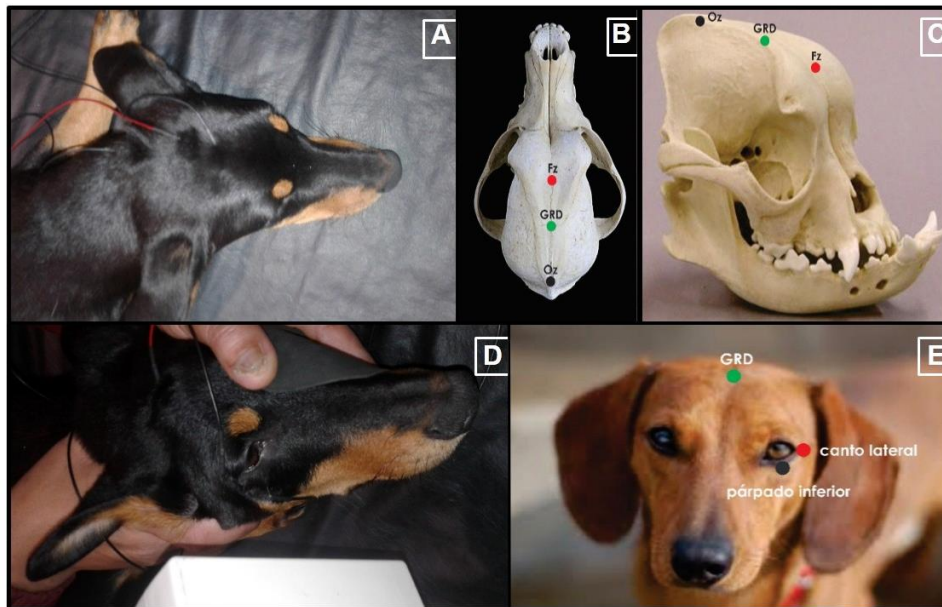 A
B
Fz
GRD
Oz
C
Oz
GRD
Fz
D
E
GRD
canto lateral
párpado inferior